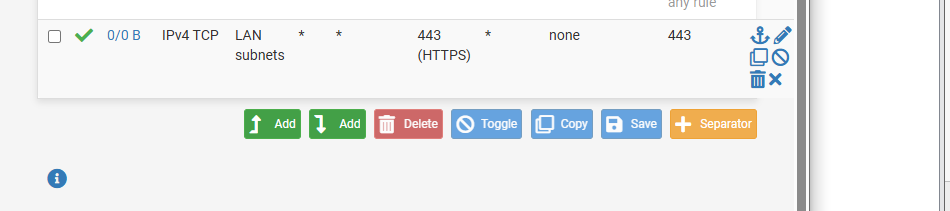 any rule
0/0 B IPv4 TCP LAN * * 443 * none 443
subnets (HTTPS)
Add Add Delete Toggle Copy Save Separator